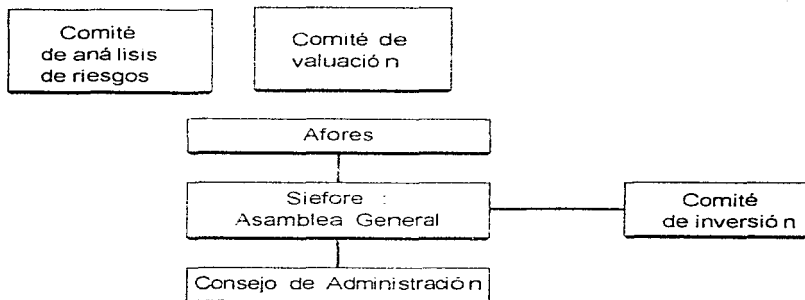 Comité
de análisis
de riesgos
Comité de
valuación
Afores
Siefore :
Asamblea General
Comité
de inversión
Consejo de Administración